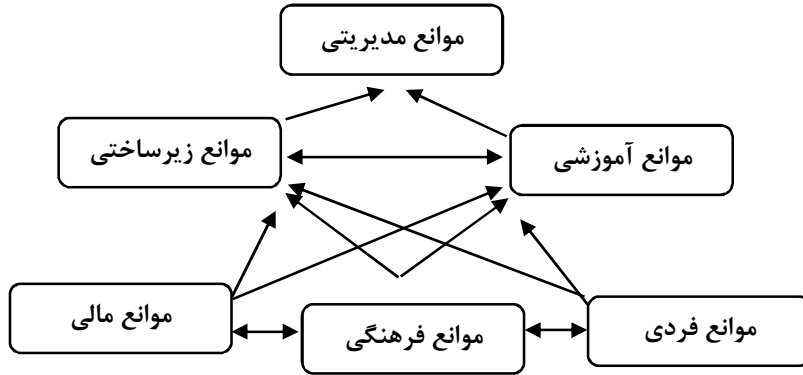 موانع مدیریتی
موانع آموزشی
موانع زیرساختی
موانع فردی
موانع فرهنگی
موانع مالی